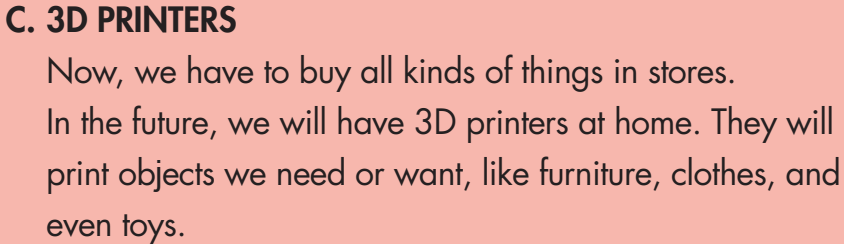 C. 3D PRINTERS
Now, we have to buy all kinds of things in stores.
In the future, we will have 3D printers at home. They will
print objects we need or want, like furniture, clothes, and
even toys.